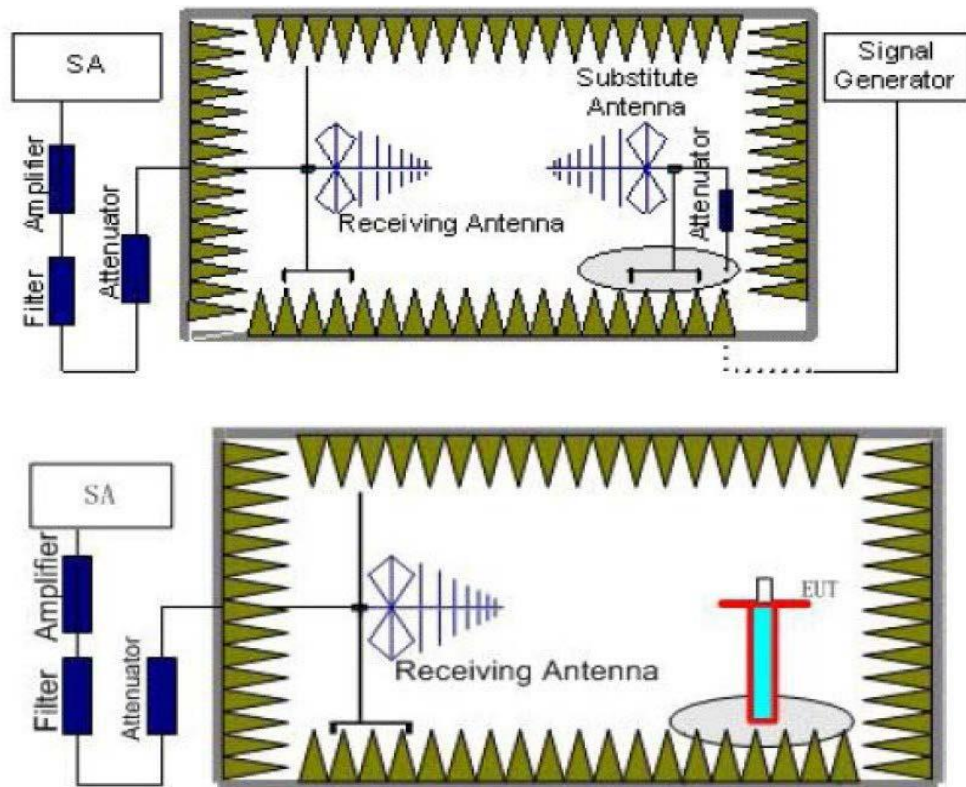 SA
Signal
Generator
Substitute
Antenna
Amplifier
Attenuator
Filter
Receiving Antenna
Attenuator
SA
Amplifier
Filter
Attenuator
Receiving Antenna
EUT